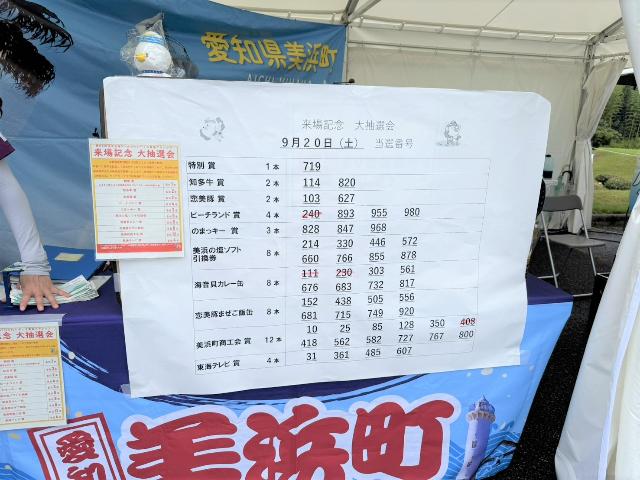 愛知県美浜町
来場記念 大抽選会
9月20日（土） 当選番号
特別 賞 1本 719
知多牛 賞 2本 114 820
恋美豚 賞 2本 103 627
ビーチランド 賞 4本 240 893 955 980
のまっキー 賞 3本 828 847 968
美浜の塩ソフト引換券 8本 214 330 446 572
660 766 855 878
海音貝カレー缶 8本 111 230 303 561
676 683 732 817
恋美豚まぜご飯缶 8本 152 438 505 556
681 715 749 920
美浜町商工会 賞 12本 10 25 85 128 350 408
418 562 582 727 767 800
東海テレビ 賞 4本 31 361 485 607
来場記念 大抽選会
大抽選会
愛知
美浜町